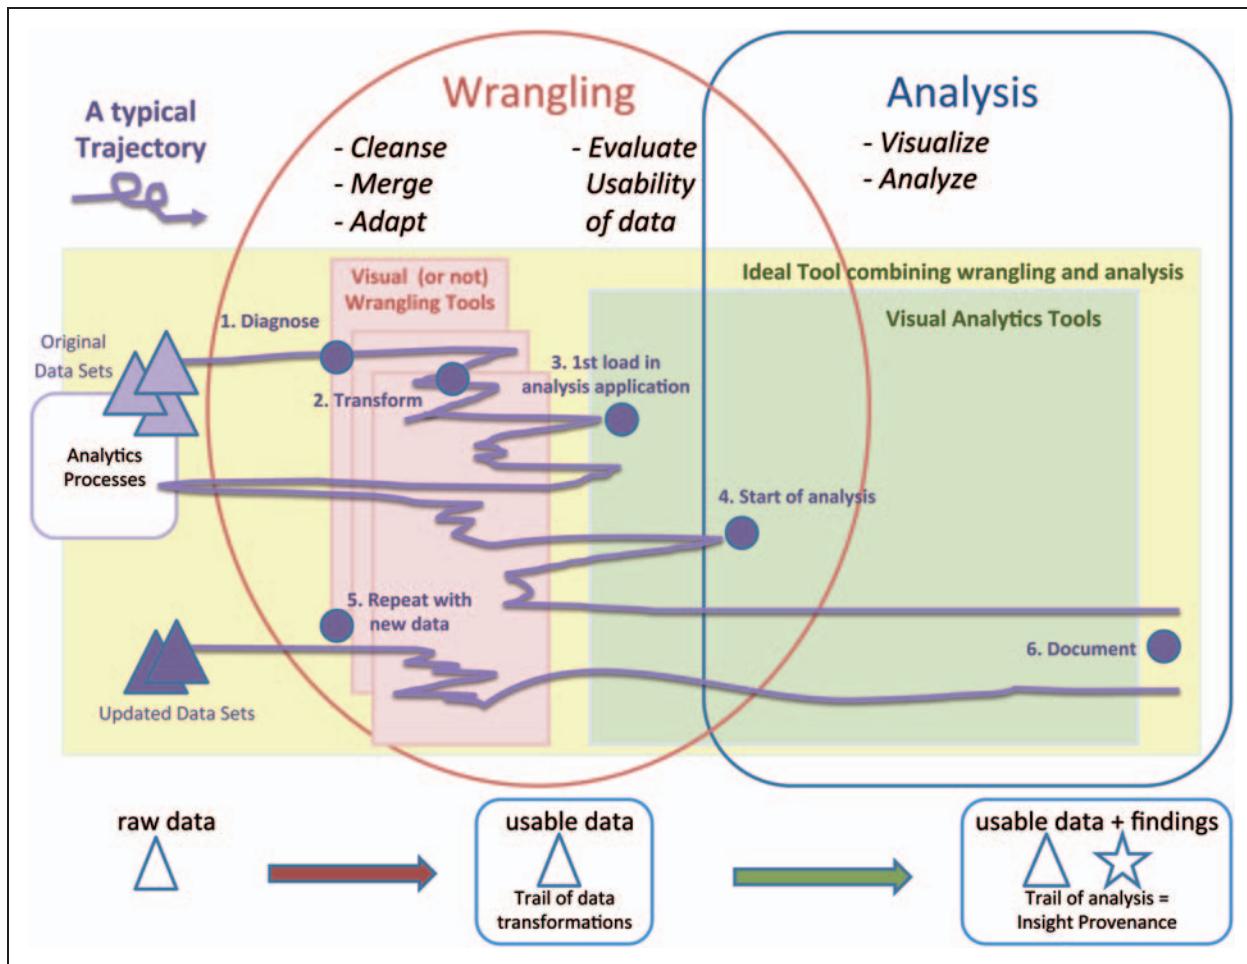 Wrangling
Analysis
A typical
Trajectory
- Cleanse
- Merge
- Adapt
- Evaluate
Usability
of data
- Visualize
- Analyze
Ideal Tool combining wrangling and analysis
Visual (or not)
Wrangling Tools
Visual Analytics Tools
Original
Data Sets
1. Diagnose
2. Transform
3. 1st load in
analysis application
Analytics
Processes
4. Start of analysis
5. Repeat with
new data
6. Document
Updated Data Sets
raw data
usable data
Trail of data
transformations
usable data + findings
Trail of analysis =
Insight Provenance